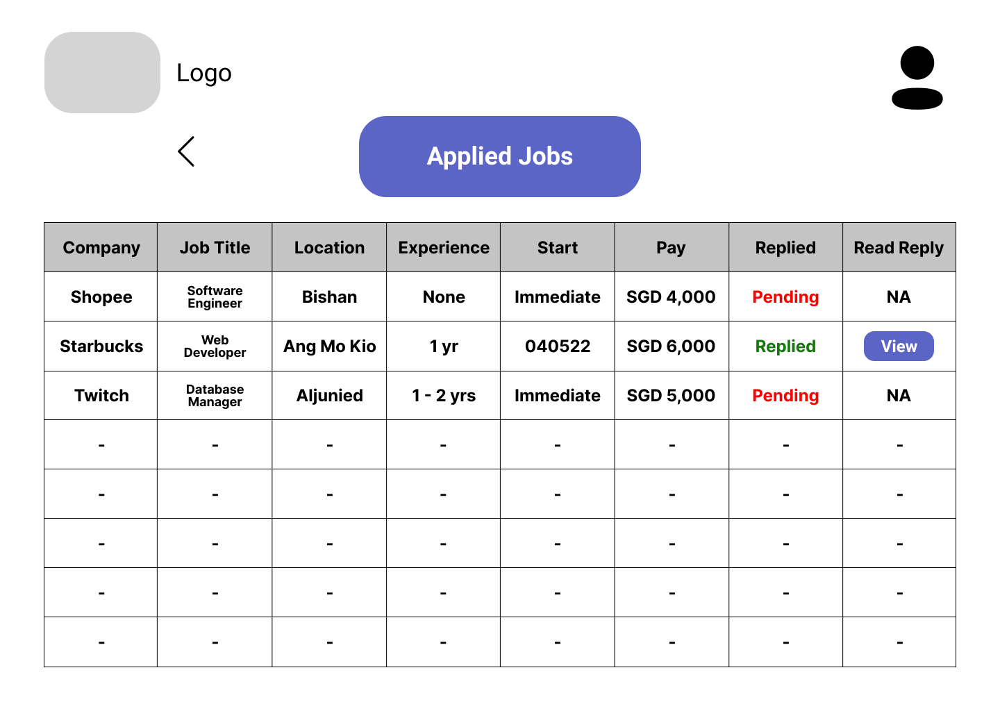 Logo
Applied Jobs
Company Job Title Location Experience Start Pay Replied Read Reply
Shopee Software Engineer Bishan None Immediate SGD 4,000 Pending NA
Starbucks Web Developer Ang Mo Kio 1 yr 040522 SGD 6,000 Replied View
Twitch Database Manager Aljunied 1 - 2 yrs Immediate SGD 5,000 Pending NA
- - - - - - - -
- - - - - - - -
- - - - - - - -
- - - - - - - -
- - - - - - - -